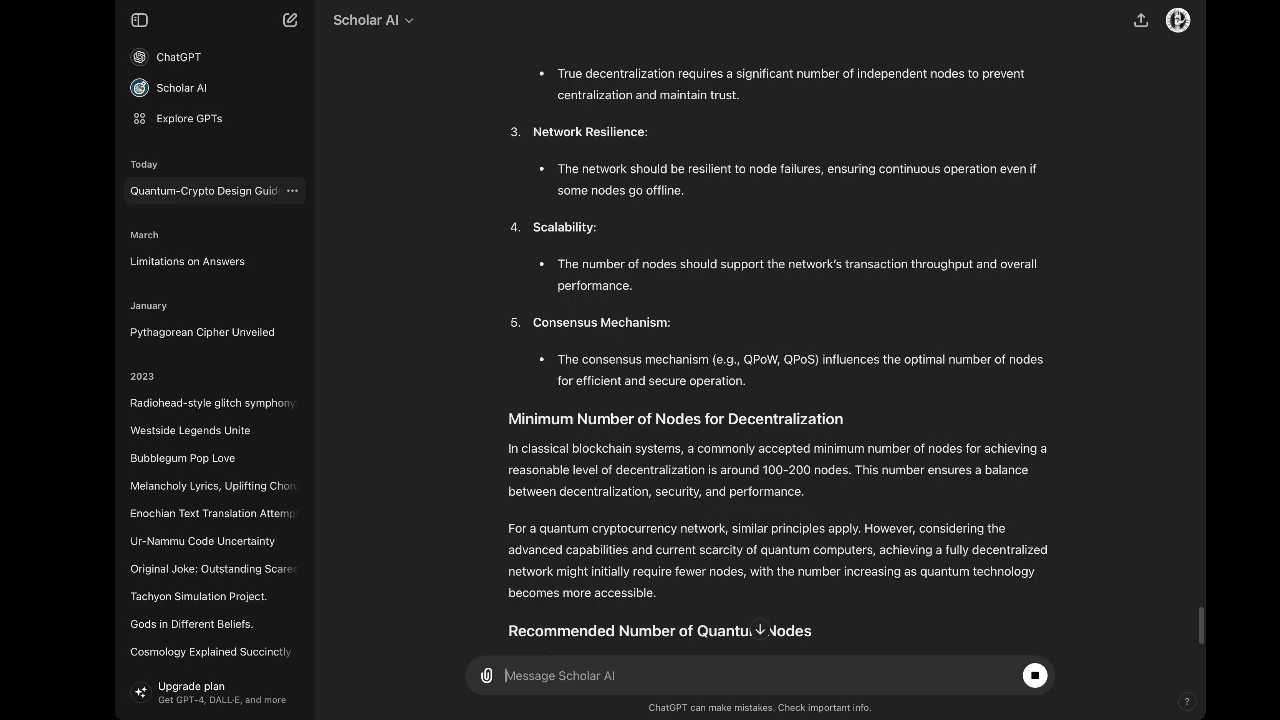 Scholar AI
ChatGPT
Scholar AI
Explore GPTs
Today
Quantum-Crypto Design Guid
March
Limitations on Answers
January
Pythagorean Cipher Unveiled
2023
Radiohead-style glitch symphony.
Westside Legends Unite
Bubblegum Pop Love
Melancholy Lyrics, Uplifting Chor
Enochian Text Translation Attemp
Ur-Nammu Code Uncertainty
Original Joke: Outstanding Scare
Tachyon Simulation Project.
Gods in Different Beliefs.
Cosmology Explained Succinctly
Upgrade plan
Get GPT-4, DALL·E, and more
• True decentralization requires a significant number of independent nodes to prevent
centralization and maintain trust.
3. Network Resilience:
• The network should be resilient to node failures, ensuring continuous operation even if
some nodes go offline.
4. Scalability:
• The number of nodes should support the network's transaction throughput and overall
performance.
5. Consensus Mechanism:
• The consensus mechanism (e.g., QPoW, QPoS) influences the optimal number of nodes
for efficient and secure operation.
Minimum Number of Nodes for Decentralization
In classical blockchain systems, a commonly accepted minimum number of nodes for achieving a
reasonable level of decentralization is around 100-200 nodes. This number ensures a balance
between decentralization, security, and performance.
For a quantum cryptocurrency network, similar principles apply. However, considering the
advanced capabilities and current scarcity of quantum computers, achieving a fully decentralized
network might initially require fewer nodes, with the number increasing as quantum technology
becomes more accessible.
Recommended Number of Quantum Nodes
Message Scholar AI
ChatGPT can make mistakes. Check important info.
?